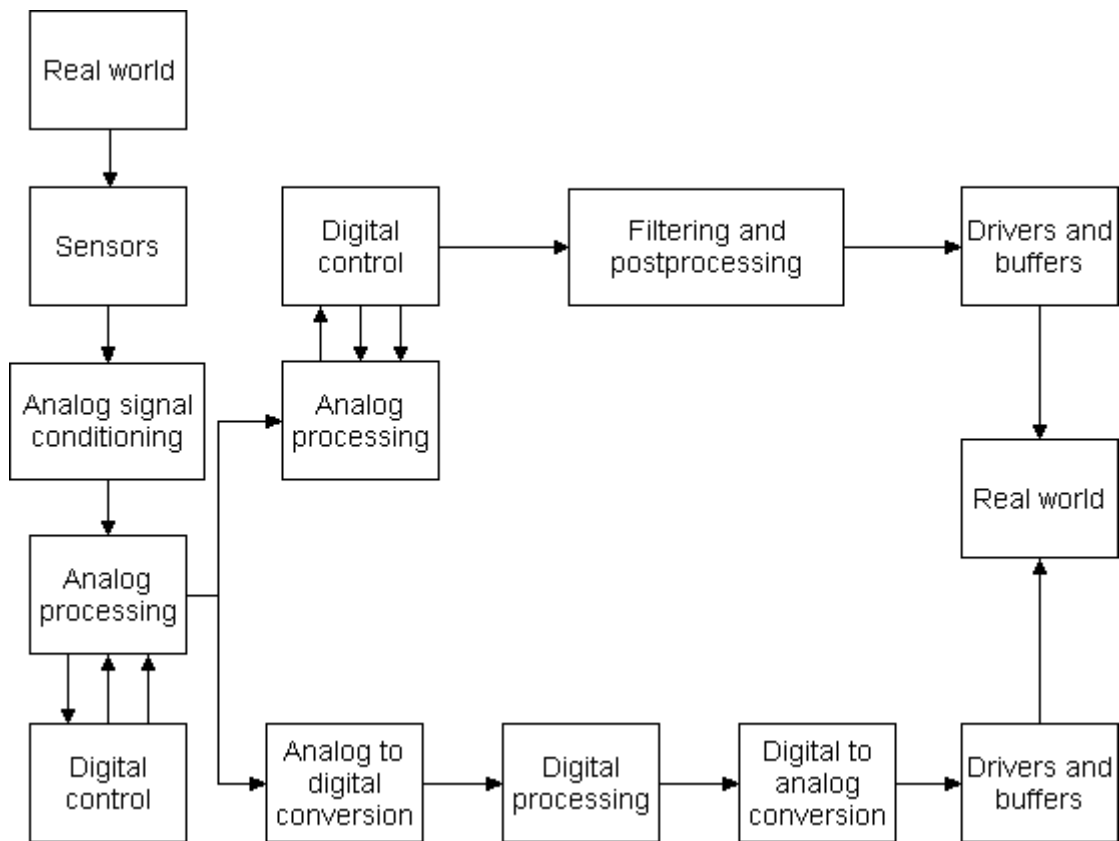 Real world
Sensors
Digital
control
Filtering and
postprocessing
Drivers and
buffers
Analog signal
conditioning
Analog
processing
Real world
Analog
processing
Digital
control
Analog to
digital
conversion
Digital
processing
Digital to
analog
conversion
Drivers and
buffers